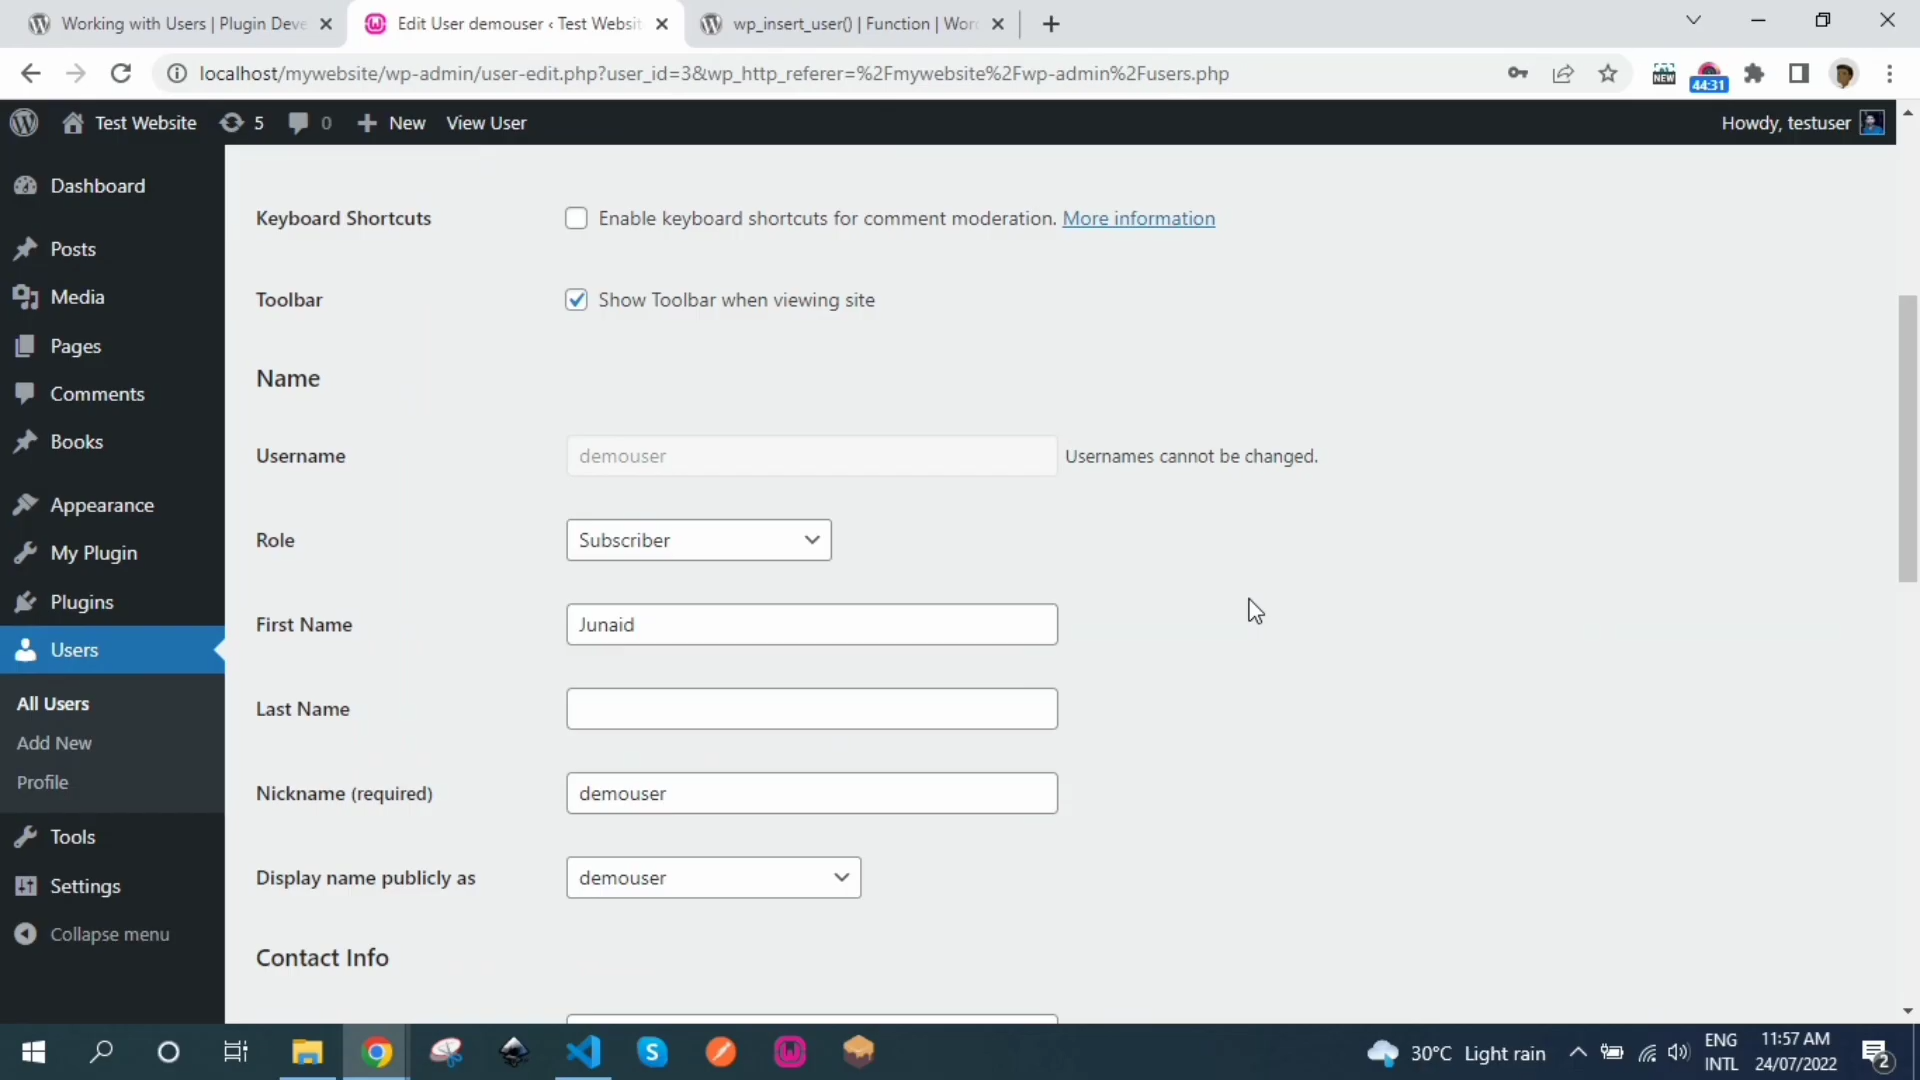 Working with Users | Plugin Deve
Edit User demouser ‹ Test Websit
wp_insert_user() | Function | Wor
localhost/mywebsite/wp-admin/user-edit.php?user_id=3&wp_http_referer=%2Fmywebsite%2Fwp-admin%2Fusers.php
NEW
44:31
Test Website
5
0
New
View User
Howdy, testuser
Dashboard
Posts
Media
Pages
Comments
Books
Appearance
My Plugin
Plugins
Users
All Users
Add New
Profile
Tools
Settings
Collapse menu
Keyboard Shortcuts
Enable keyboard shortcuts for comment moderation. More information
Toolbar
Show Toolbar when viewing site
Name
Username
demouser
Usernames cannot be changed.
Role
Subscriber
First Name
Junaid
Last Name
Nickname (required)
demouser
Display name publicly as
demouser
Contact Info
30°C Light rain
ENG
INTL
11:57 AM
24/07/2022
2